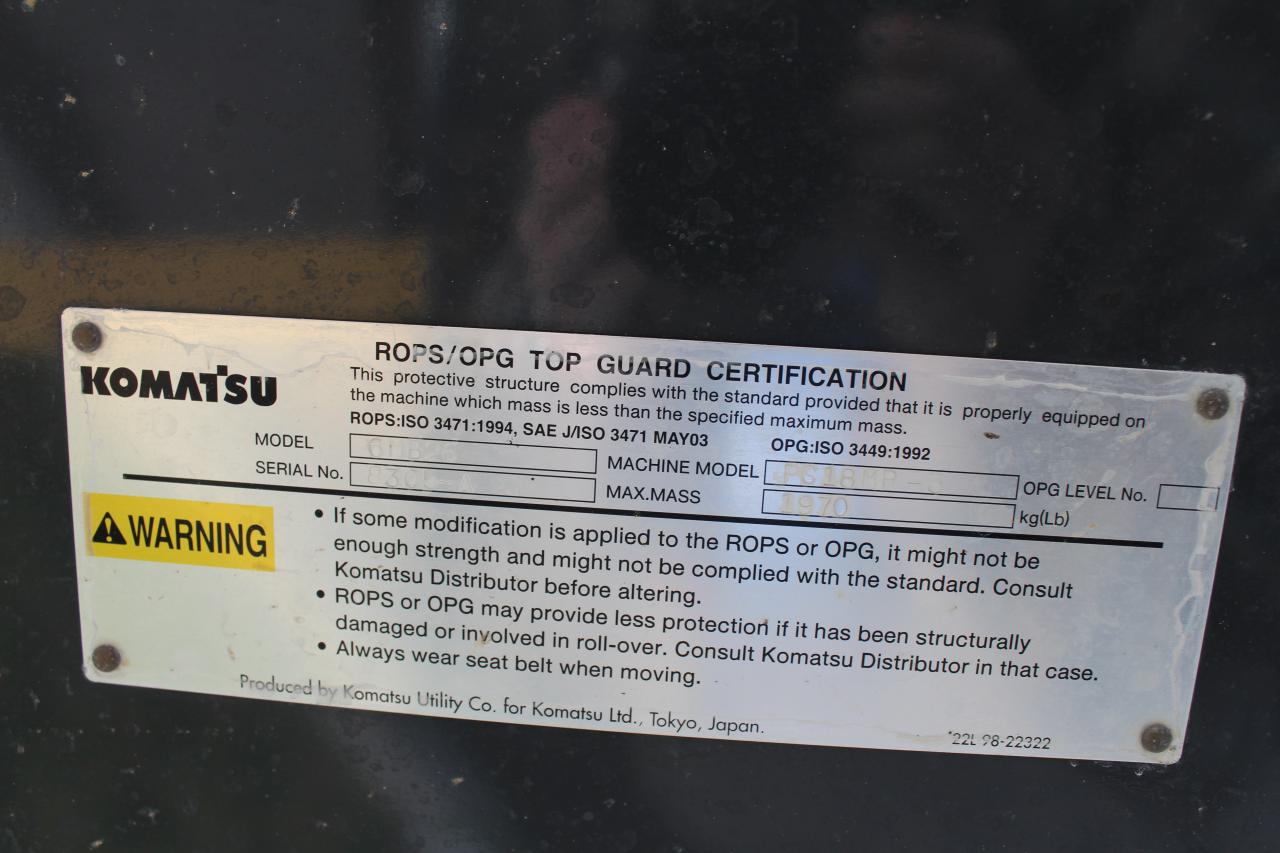 ROPS/OPG TOP GUARD CERTIFICATION
KOMATSU
This protective structure complies with the standard provided that it is properly equipped on
the machine which mass is less than the specified maximum mass.
ROPS:ISO 3471:1994, SAE J/ISO 3471 MAY03 OPG:ISO 3449:1992
MODEL MACHINE MODEL PC18MR OPG LEVEL No.
SERIAL No. MAX.MASS 1970 kg(Lb)
WARNING
• If some modification is applied to the ROPS or OPG, it might not be
enough strength and might not be complied with the standard. Consult
Komatsu Distributor before altering.
• ROPS or OPG may provide less protection if it has been structurally
damaged or involved in roll-over. Consult Komatsu Distributor in that case.
• Always wear seat belt when moving.
Produced by Komatsu Utility Co. for Komatsu Ltd., Tokyo, Japan.